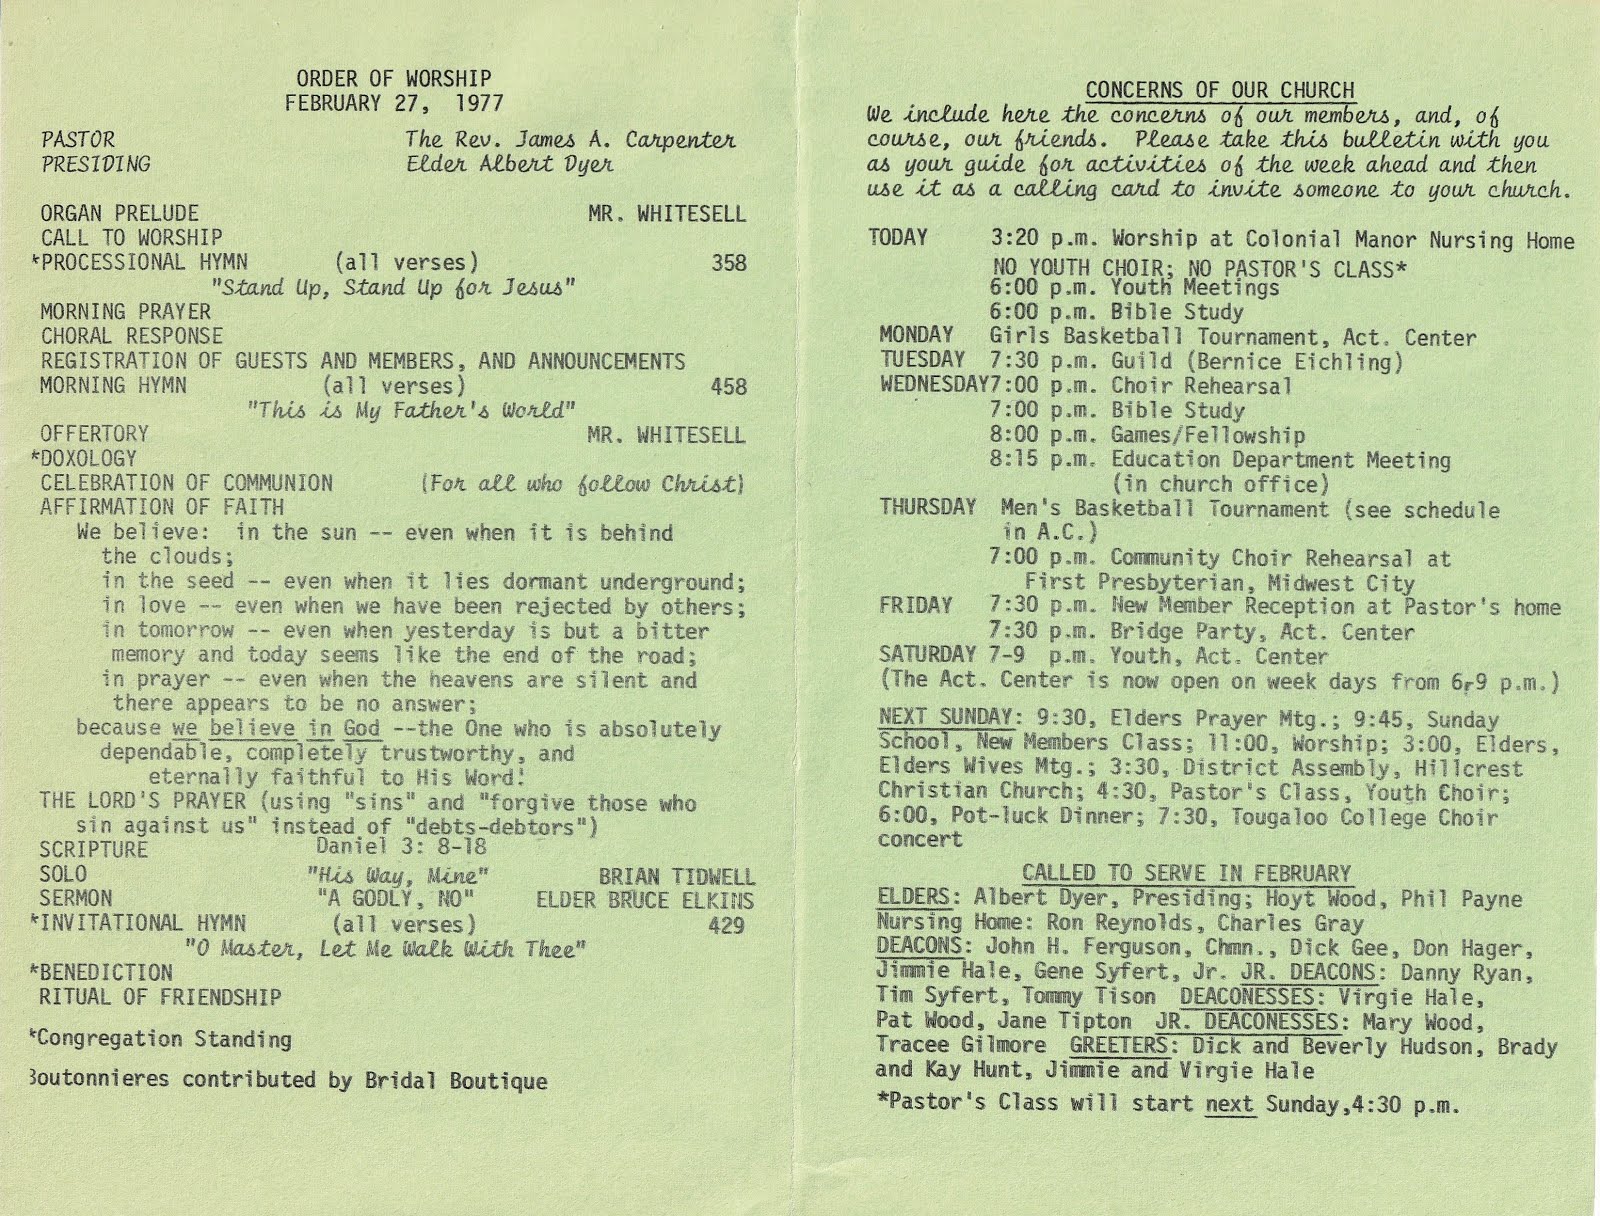 ORDER OF WORSHIP
FEBRUARY 27, 1977
PASTOR The Rev. James A. Carpenter
PRESIDING Elder Albert Dyer
ORGAN PRELUDE MR. WHITESELL
CALL TO WORSHIP
*PROCESSIONAL HYMN (all verses) 358
"Stand Up, Stand Up for Jesus"
MORNING PRAYER
CHORAL RESPONSE
REGISTRATION OF GUESTS AND MEMBERS, AND ANNOUNCEMENTS
MORNING HYMN (all verses) 458
"This is My Father's World"
OFFERTORY MR. WHITESELL
*DOXOLOGY
CELEBRATION OF COMMUNION (For all who follow Christ)
AFFIRMATION OF FAITH
We believe: in the sun -- even when it is behind
the clouds;
in the seed -- even when it lies dormant underground;
in love -- even when we have been rejected by others;
in tomorrow -- even when yesterday is but a bitter
memory and today seems like the end of the road;
in prayer -- even when the heavens are silent and
there appears to be no answer;
because we believe in God --the One who is absolutely
dependable, completely trustworthy, and
eternally faithful to His Word!
THE LORD'S PRAYER (using "sins" and "forgive those who
sin against us" instead of "debts-debtors")
SCRIPTURE Daniel 3: 8-18
SOLO "His Way, Mine" BRIAN TIDWELL
SERMON "A GODLY, NO" ELDER BRUCE ELKINS
*INVITATIONAL HYMN (all verses) 429
"O Master, Let Me Walk With Thee"
*BENEDICTION
RITUAL OF FRIENDSHIP
*Congregation Standing
Boutonnieres contributed by Bridal Boutique
CONCERNS OF OUR CHURCH
We include here the concerns of our members, and, of
course, our friends. Please take this bulletin with you
as your guide for activities of the week ahead and then
use it as a calling card to invite someone to your church.
TODAY 3:20 p.m. Worship at Colonial Manor Nursing Home
NO YOUTH CHOIR; NO PASTOR'S CLASS*
6:00 p.m. Youth Meetings
6:00 p.m. Bible Study
MONDAY Girls Basketball Tournament, Act. Center
TUESDAY 7:30 p.m. Guild (Bernice Eichling)
WEDNESDAY 7:00 p.m. Choir Rehearsal
7:00 p.m. Bible Study
8:00 p.m. Games/Fellowship
8:15 p.m. Education Department Meeting
(in church office)
THURSDAY Men's Basketball Tournament (see schedule
in A.C.)
7:00 p.m. Community Choir Rehearsal at
First Presbyterian, Midwest City
FRIDAY 7:30 p.m. New Member Reception at Pastor's home
7:30 p.m. Bridge Party, Act. Center
SATURDAY 7-9 p.m. Youth, Act. Center
(The Act. Center is now open on week days from 6-9 p.m.)
NEXT SUNDAY: 9:30, Elders Prayer Mtg.; 9:45, Sunday
School, New Members Class; 11:00, Worship; 3:00, Elders,
Elders Wives Mtg.; 3:30, District Assembly, Hillcrest
Christian Church; 4:30, Pastor's Class, Youth Choir;
6:00, Pot-luck Dinner; 7:30, Tougaloo College Choir
concert
CALLED TO SERVE IN FEBRUARY
ELDERS: Albert Dyer, Presiding; Hoyt Wood, Phil Payne
Nursing Home: Ron Reynolds, Charles Gray
DEACONS: John H. Ferguson, Chmn., Dick Gee, Don Hager,
Jimmie Hale, Gene Syfert, Jr. JR. DEACONS: Danny Ryan,
Tim Syfert, Tommy Tison DEACONESSES: Virgie Hale,
Pat Wood, Jane Tipton JR. DEACONESSES: Mary Wood,
Tracee Gilmore GREETERS: Dick and Beverly Hudson, Brady
and Kay Hunt, Jimmie and Virgie Hale
*Pastor's Class will start next Sunday,4:30 p.m.